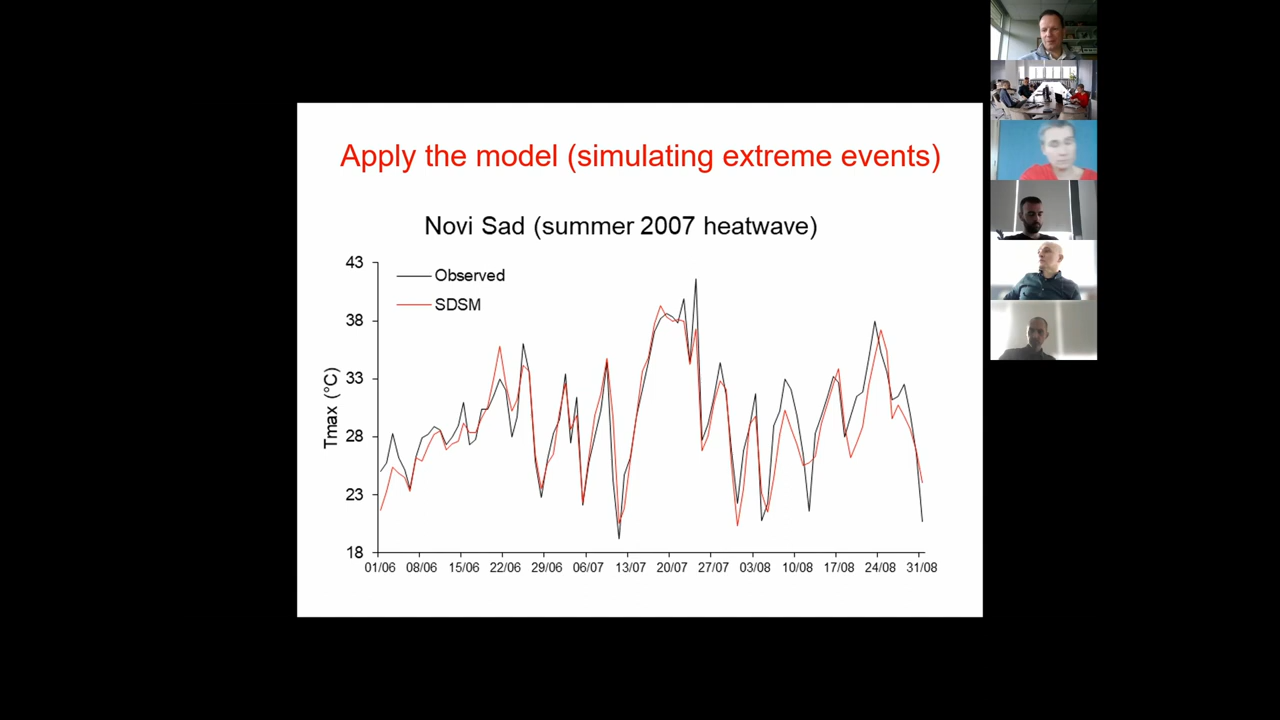 Apply the model (simulating extreme events)
Novi Sad (summer 2007 heatwave)
43
Observed
SDSM
38
33
28
23
18
Tmax (°C)
01/06 08/06 15/06 22/06 29/06 06/07 13/07 20/07 27/07 03/08 10/08 17/08 24/08 31/08